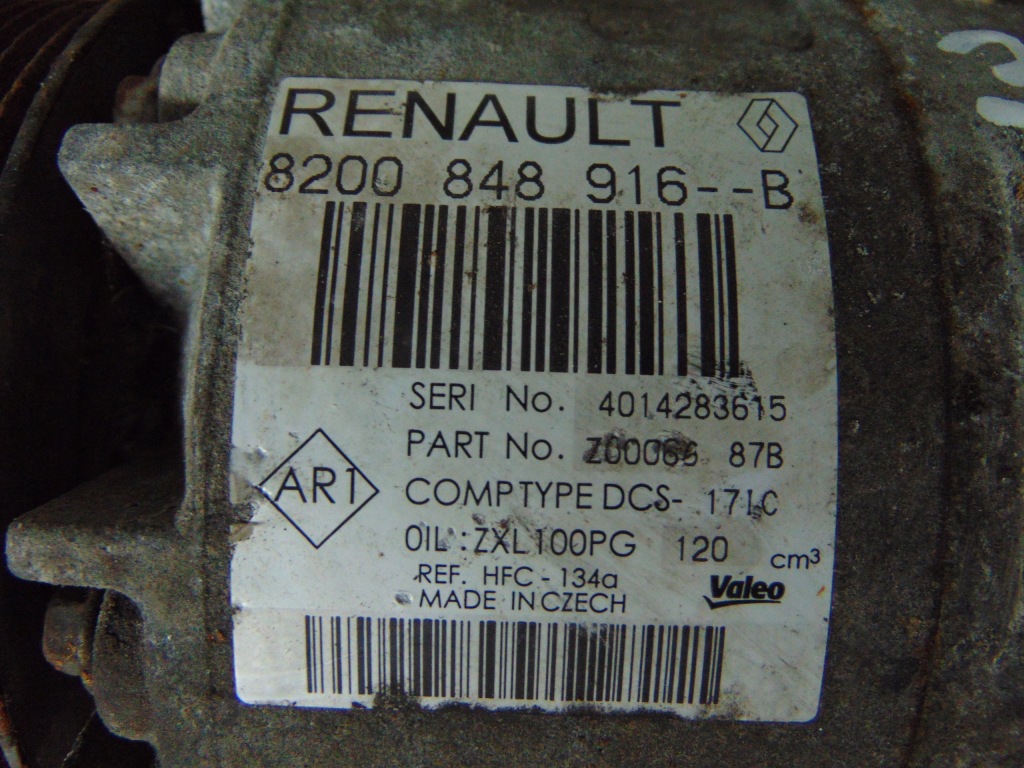 RENAULT
8200 848 916--B
SERI No. 4014283615
PART No. Z00066 87B
AR1
COMP TYPE DCS- 17IC
OIL : ZXL100PG 120 cm³
REF. HFC - 134a
Valeo
MADE IN CZECH